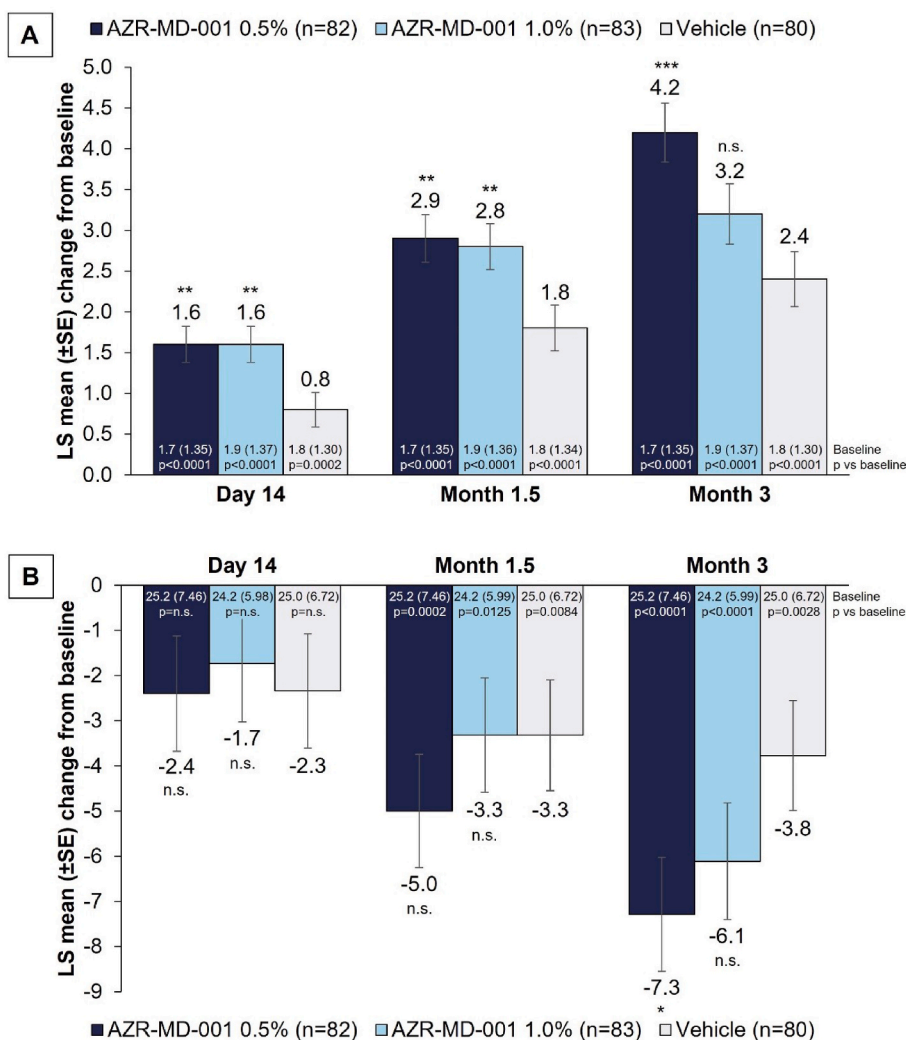 A
AZR-MD-001 0.5% (n=82) AZR-MD-001 1.0% (n=83) Vehicle (n=80)
LS mean (±SE) change from baseline
5.0
4.5
4.0
3.5
3.0
2.5
2.0
1.5
1.0
0.5
0.0
** ** ** ** *** n.s.
1.6 1.6 0.8 2.9 2.8 1.8 4.2 3.2 2.4
1.7 (1.35) 1.9 (1.37) 1.8 (1.30) 1.7 (1.35) 1.9 (1.36) 1.8 (1.34) 1.7 (1.35) 1.9 (1.37) 1.8 (1.30) Baseline
p<0.0001 p<0.0001 p=0.0002 p<0.0001 p<0.0001 p<0.0001 p<0.0001 p<0.0001 p<0.0001 p vs baseline
Day 14 Month 1.5 Month 3
B
Day 14 Month 1.5 Month 3
LS mean (±SE) change from baseline
0
-1
-2
-3
-4
-5
-6
-7
-8
-9
25.2 (7.46) 24.2 (5.98) 25.0 (6.72) 25.2 (7.46) 24.2 (5.99) 25.0 (6.72) 25.2 (7.46) 24.2 (5.99) 25.0 (6.72) Baseline
p=n.s. p=n.s. p=n.s. p=0.0002 p=0.0125 p=0.0084 p<0.0001 p<0.0001 p=0.0028 p vs baseline
-2.4 -1.7 -2.3 -5.0 -3.3 -3.3 -7.3 -6.1 -3.8
n.s. n.s. n.s. n.s. * n.s.
AZR-MD-001 0.5% (n=82) AZR-MD-001 1.0% (n=83) Vehicle (n=80)